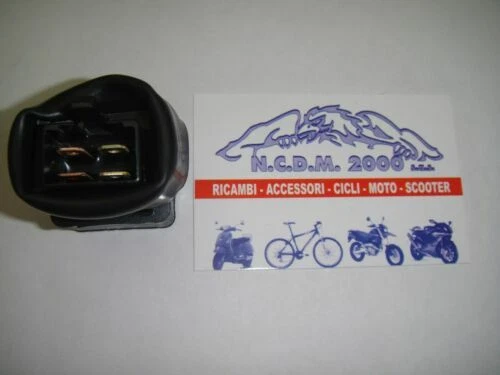 N.C.D.M. 2000 S.a.S.
RICAMBI - ACCESSORI - CICLI - MOTO - SCOOTER